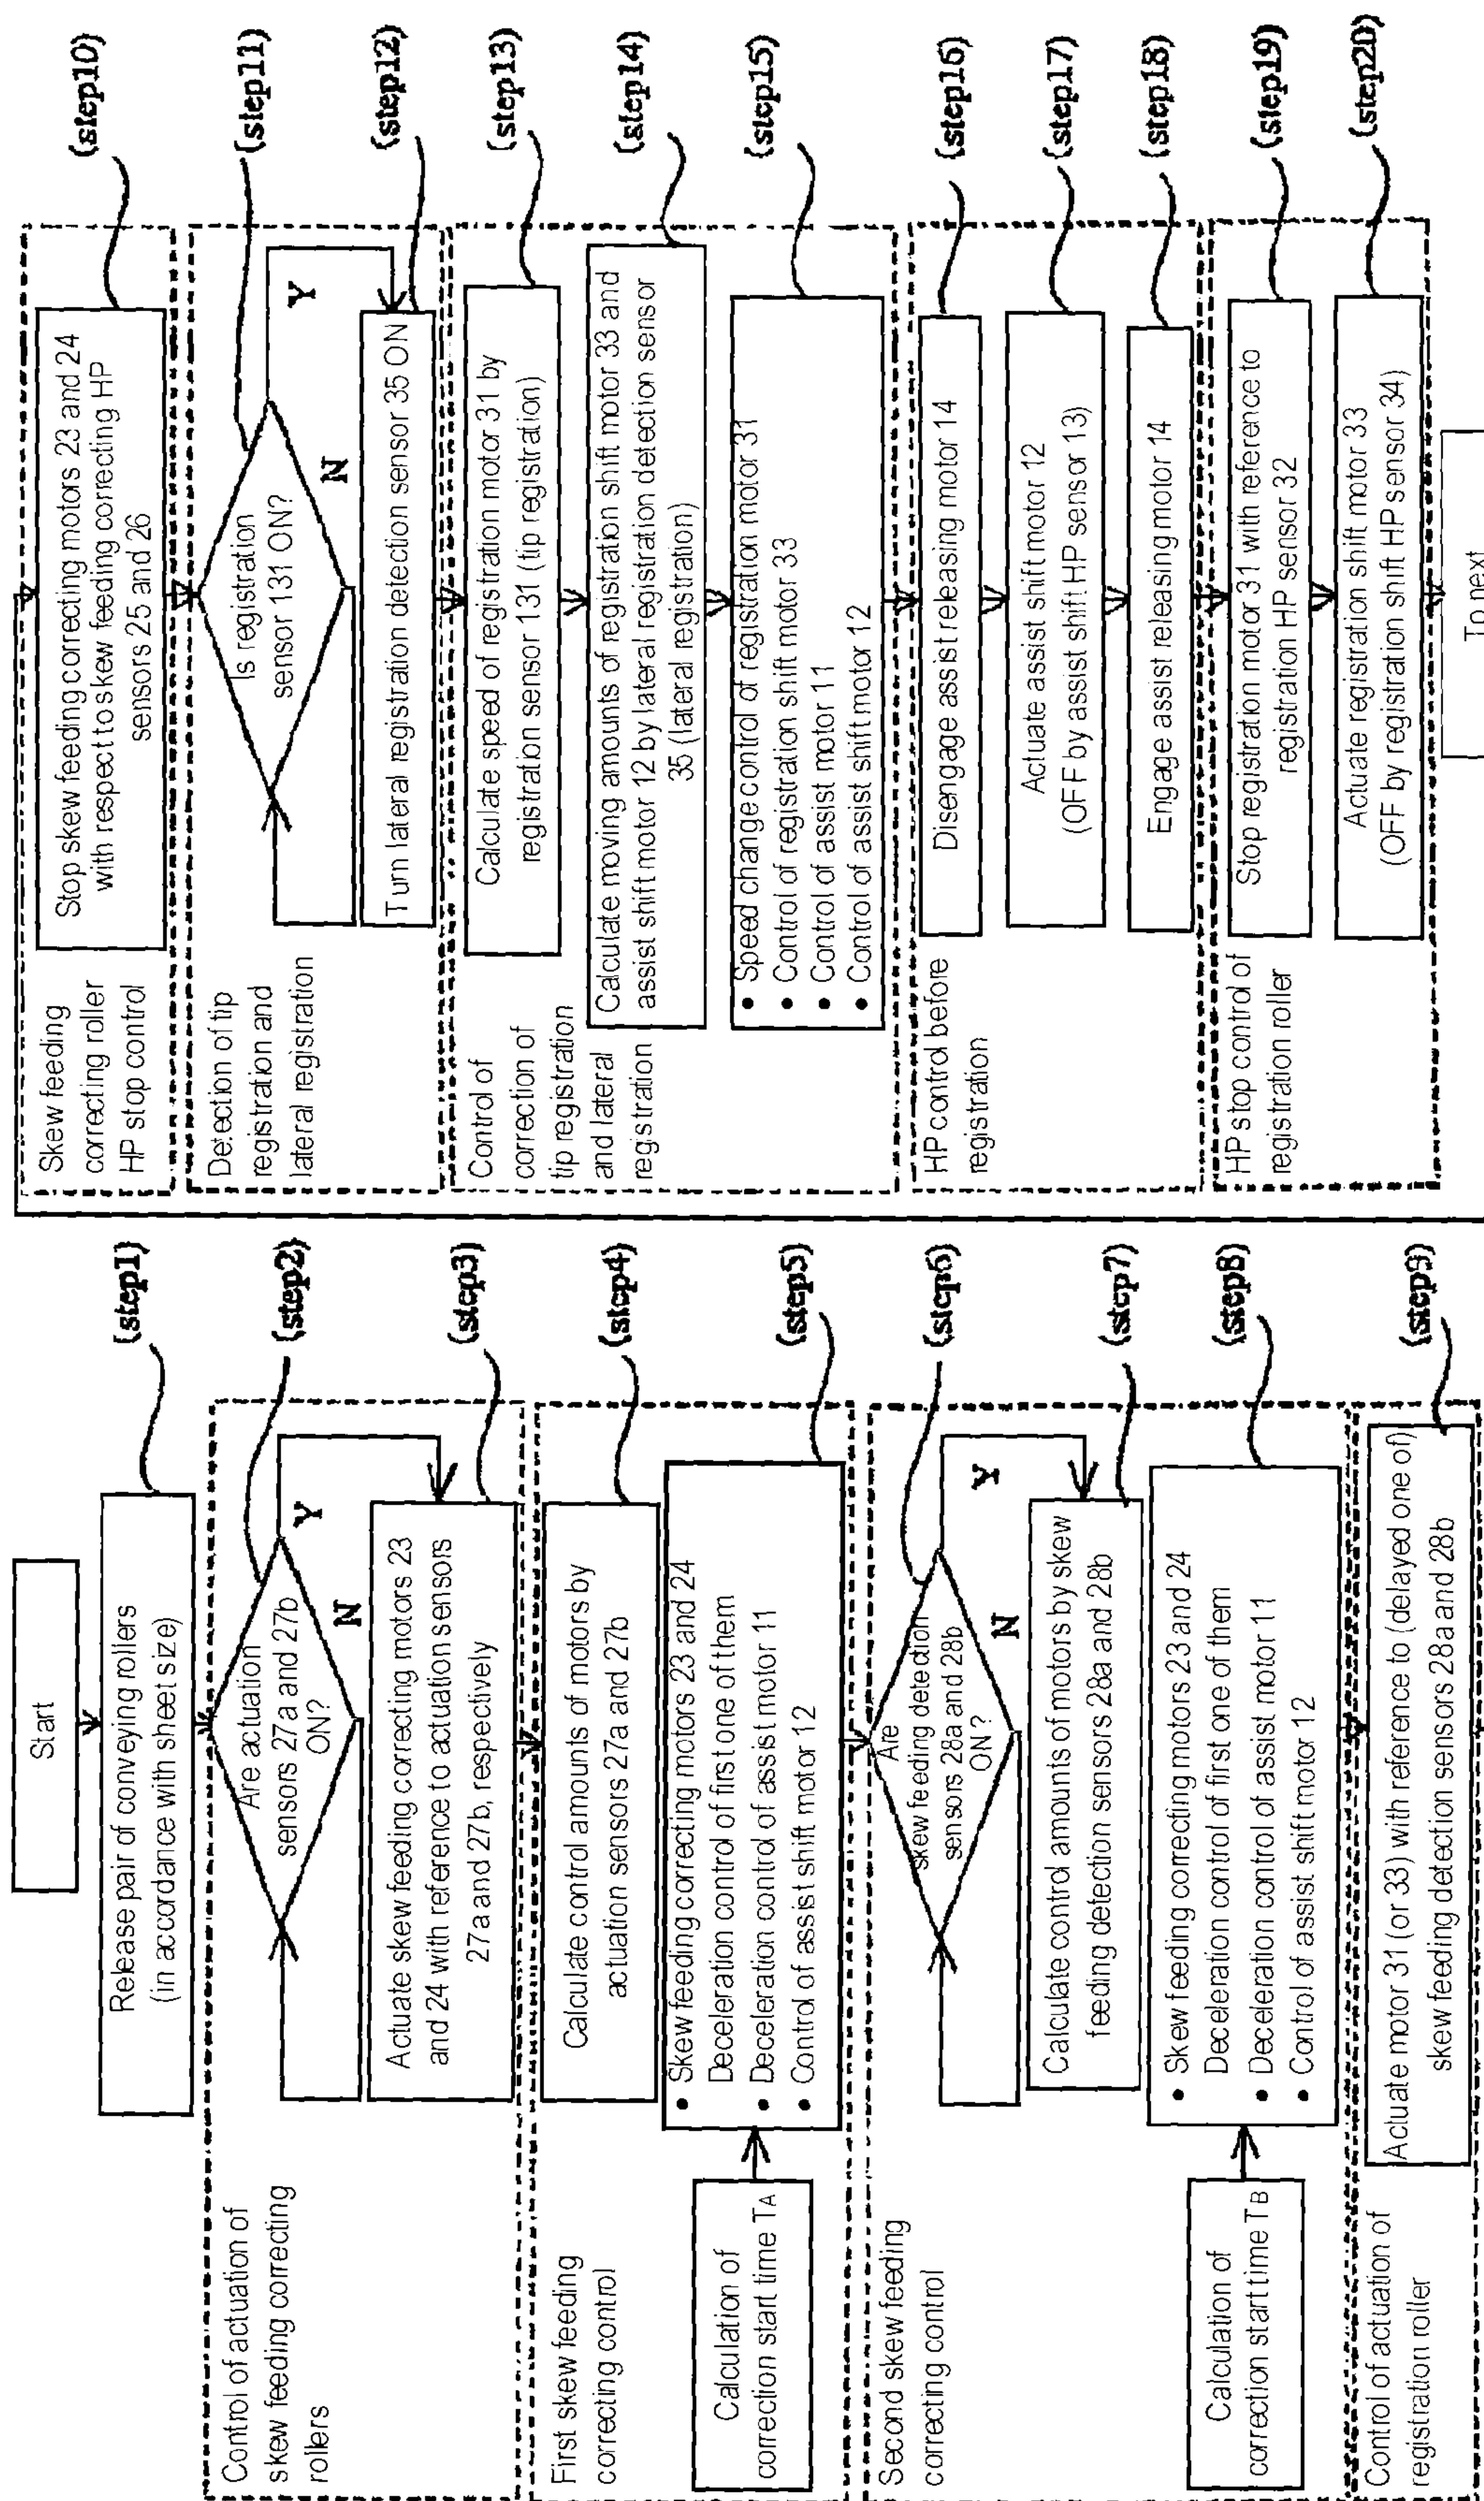 Start
Release pair of conveying rollers
(in accordance with sheet size)
(step1)
Control of actuation of
skew feeding correcting
rollers
Are actuation
sensors 27a and 27b
ON?
Y
N
(step2)
Actuate skew feeding correcting motors 23
and 24 with reference to actuation sensors
27a and 27b, respectively
(step3)
First skew feeding
correcting control
Calculate control amounts of motors by
actuation sensors 27a and 27b
(step4)
Calculation of
correction start time TA
• Skew feeding correcting motors 23 and 24
Deceleration control of first one of them
• Deceleration control of assist motor 11
• Control of assist shift motor 12
(step5)
Second skew feeding
correcting control
Are
skew feeding detection
sensors 28a and 28b
ON?
Y
N
(step6)
Calculate control amounts of motors by skew
feeding detection sensors 28a and 28b
(step7)
Calculation of
correction start time TB
• Skew feeding correcting motors 23 and 24
Deceleration control of first one of them
• Deceleration control of assist motor 11
• Control of assist shift motor 12
(step8)
Control of actuation of
registration roller
Actuate motor 31 (or 33) with reference to (delayed one of)
skew feeding detection sensors 28a and 28b
(step9)
Skew feeding
correcting roller
HP stop control
Stop skew feeding correcting motors 23 and 24
with respect to skew feeding correcting HP
sensors 25 and 26
(step10)
Detection of tip
registration and
lateral registration
Is registration
sensor 131 ON?
Y
N
(step11)
Turn lateral registration detection sensor 35 ON
(step12)
Control of
correction of
tip registration
and lateral
registration
Calculate speed of registration motor 31 by
registration sensor 131 (tip registration)
(step13)
Calculate moving amounts of registration shift motor 33 and
assist shift motor 12 by lateral registration detection sensor
35 (lateral registration)
(step14)
• Speed change control of registration motor 31
• Control of registration shift motor 33
• Control of assist motor 11
• Control of assist shift motor 12
(step15)
HP control before
registration
Disengage assist releasing motor 14
(step16)
Actuate assist shift motor 12
(OFF by assist shift HP sensor 13)
(step17)
Engage assist releasing motor 14
(step18)
HP stop control of
registration roller
Stop registration motor 31 with reference to
registration HP sensor 32
(step19)
Actuate registration shift motor 33
(OFF by registration shift HP sensor 34)
(step20)
To next